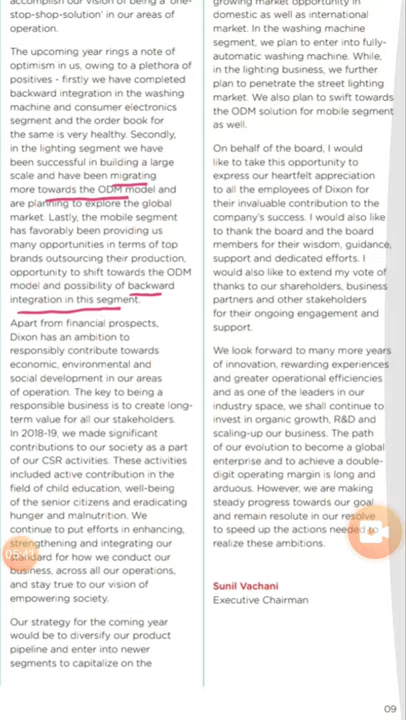 accomplish our vision of being a 'one-
stop-shop-solution' in our areas of
operation.
The upcoming year rings a note of
optimism in us, owing to a plethora of
positives - firstly we have completed
backward integration in the washing
machine and consumer electronics
segment and the order book for
the same is very healthy. Secondly,
in the lighting segment we have
been successful in building a large
scale and have been migrating
more towards the ODM model and
are planning to explore the global
market. Lastly, the mobile segment
has favorably been providing us
many opportunities in terms of top
brands outsourcing their production,
opportunity to shift towards the ODM
model and possibility of backward
integration in this segment.
Apart from financial prospects,
Dixon has an ambition to
responsibly contribute towards
economic, environmental and
social development in our areas
of operation. The key to being a
responsible business is to create long-
term value for all our stakeholders.
In 2018-19, we made significant
contributions to our society as a part
of our CSR activities. These activities
included active contribution in the
field of child education, well-being
of the senior citizens and eradicating
hunger and malnutrition. We
continue to put efforts in enhancing,
strengthening and integrating our
standard for how we conduct our
business, across all our operations,
and stay true to our vision of
empowering society.
Our strategy for the coming year
would be to diversify our product
pipeline and enter into newer
segments to capitalize on the
growing market opportunity in
domestic as well as international
market. In the washing machine
segment, we plan to enter into fully-
automatic washing machine. While,
in the lighting business, we further
plan to penetrate the street lighting
market. We also plan to swift towards
the ODM solution for mobile segment
as well.
On behalf of the board, I would
like to take this opportunity to
express our heartfelt appreciation
to all the employees of Dixon for
their invaluable contribution to the
company's success. I would also like
to thank the board and the board
members for their wisdom, guidance,
support and dedicated efforts. I
would also like to extend my vote of
thanks to our shareholders, business
partners and other stakeholders
for their ongoing engagement and
support.
We look forward to many more years
of innovation, rewarding experiences
and greater operational efficiencies
and as one of the leaders in our
industry space, we shall continue to
invest in organic growth, R&D and
scaling-up our business. The path
of our evolution to become a global
enterprise and to achieve a double-
digit operating margin is long and
arduous. However, we are making
steady progress towards our goal
and remain resolute in our resolve
to speed up the actions needed
realize these ambitions.
Sunil Vachani
Executive Chairman
09